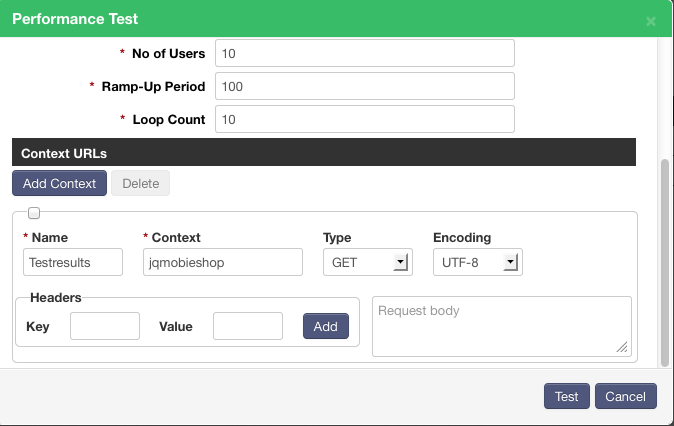 Performance Test ×
* No of Users 10
* Ramp-Up Period 100
* Loop Count 10
Context URLs
Add Context Delete
* Name * Context Type Encoding
Testresults jqmobieshop GET UTF-8
Headers
Key Value Add
Request body
Test Cancel